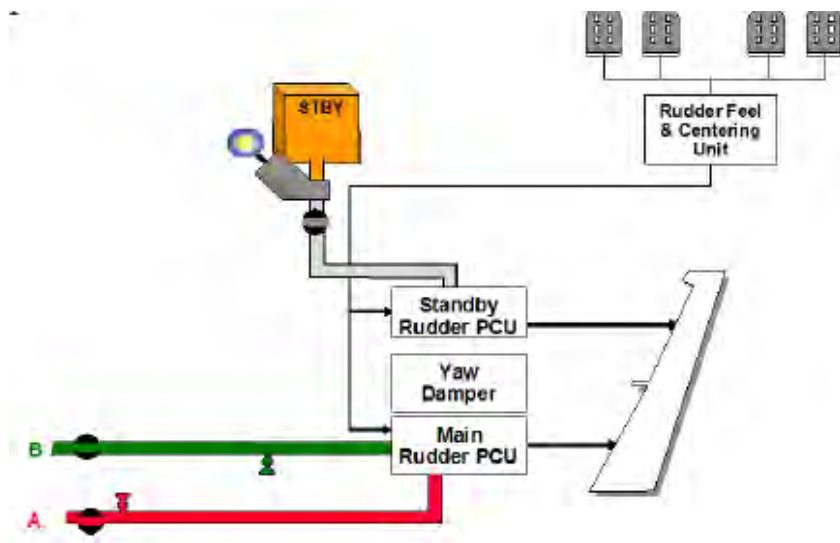 STBY
Rudder Feel
& Centering
Unit
Standby
Rudder PCU
Yaw
Damper
Main
Rudder PCU
B
A